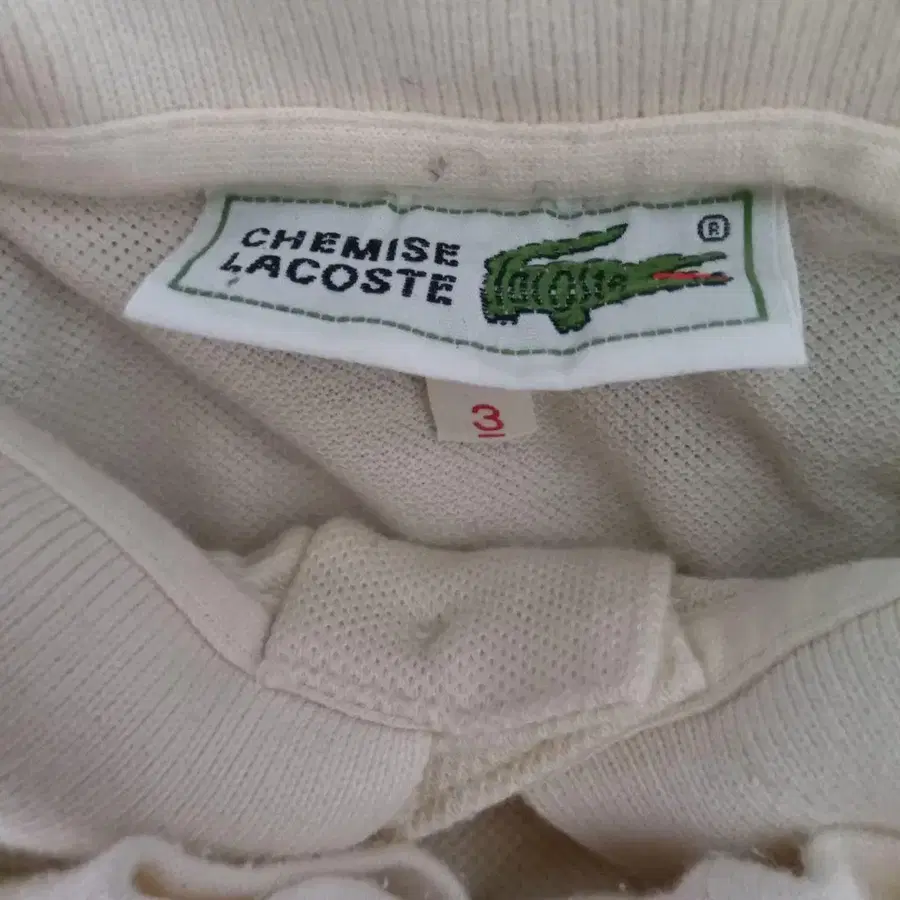 CHEMISE
LACOSTE
®
3